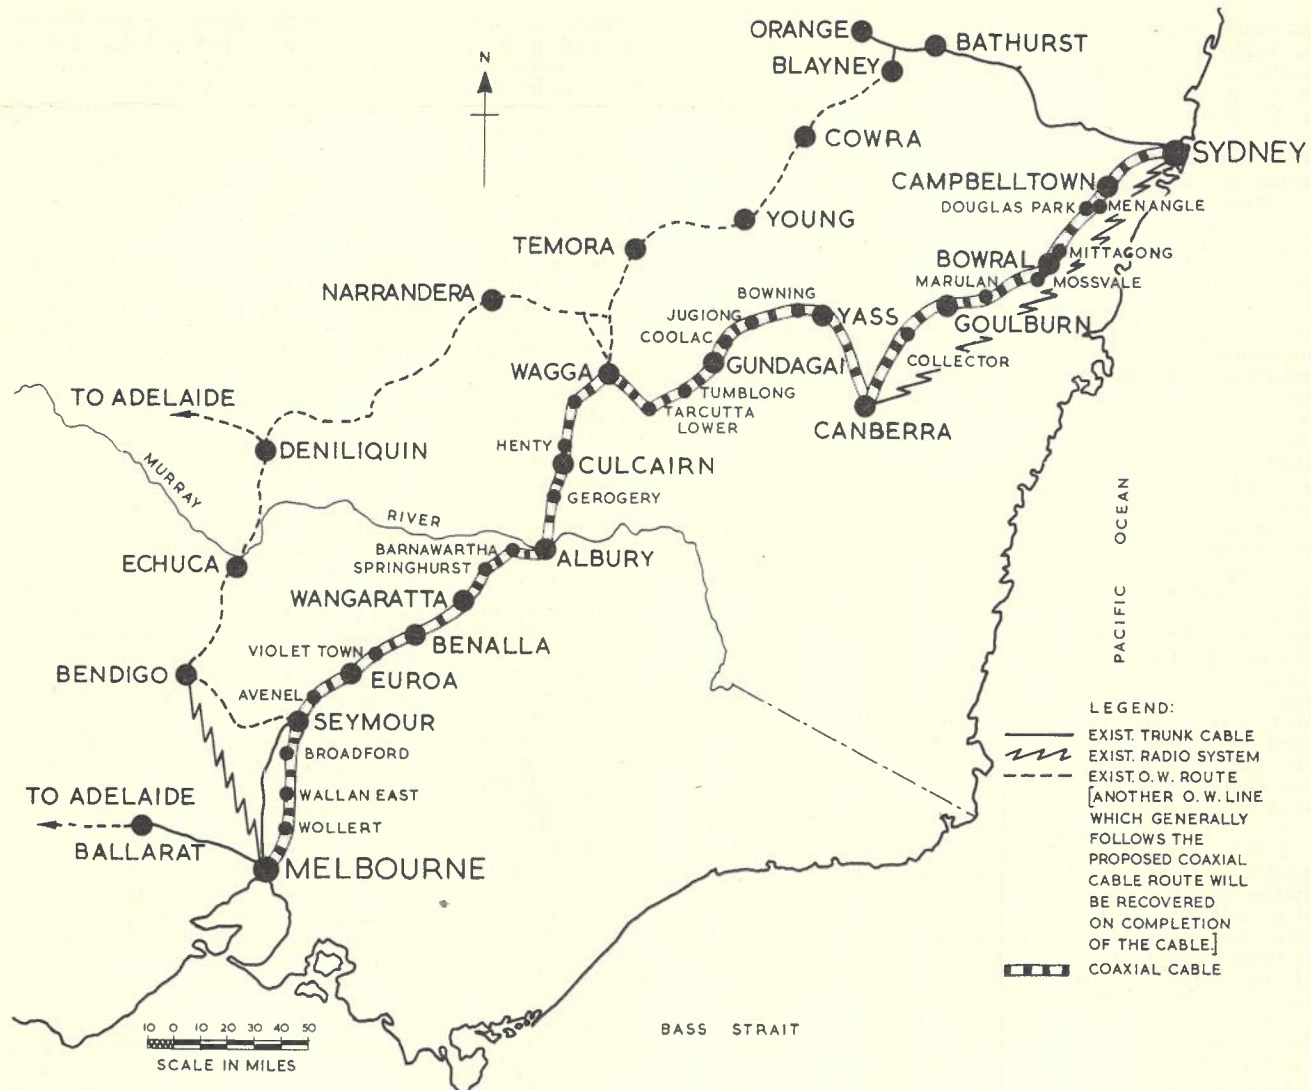 ORANGE
BATHURST
BLAYNEY
N
COWRA
SYDNEY
CAMPBELLTOWN
DOUGLAS PARK
MENANGLE
YOUNG
TEMORA
BOWRAL
MITTAGONG
MARULAN
MOSSVALE
NARRANDERA
BOWNING
JUGIONG
YASS
COOLAC
GOULBURN
WAGGA
GUNDAGAI
COLLECTOR
TUMBLONG
TARCUTTA
LOWER
CANBERRA
TO ADELAIDE
DENILIQUIN
HENTY
CULCAIRN
GEROGERY
MURRAY
RIVER
BARNAWARTHA
ALBURY
SPRINGHURST
ECHUCA
WANGARATTA
BENALLA
VIOLET TOWN
BENDIGO
EUROA
AVENEL
SEYMOUR
BROADFORD
TO ADELAIDE
WALLAN EAST
WOLLERT
BALLARAT
MELBOURNE
PACIFIC OCEAN
LEGEND:
EXIST. TRUNK CABLE
EXIST. RADIO SYSTEM
EXIST. O.W. ROUTE
[ANOTHER O.W. LINE
WHICH GENERALLY
FOLLOWS THE
PROPOSED COAXIAL
CABLE ROUTE WILL
BE RECOVERED
ON COMPLETION
OF THE CABLE.]
COAXIAL CABLE
BASS STRAIT
10 0 10 20 30 40 50
SCALE IN MILES